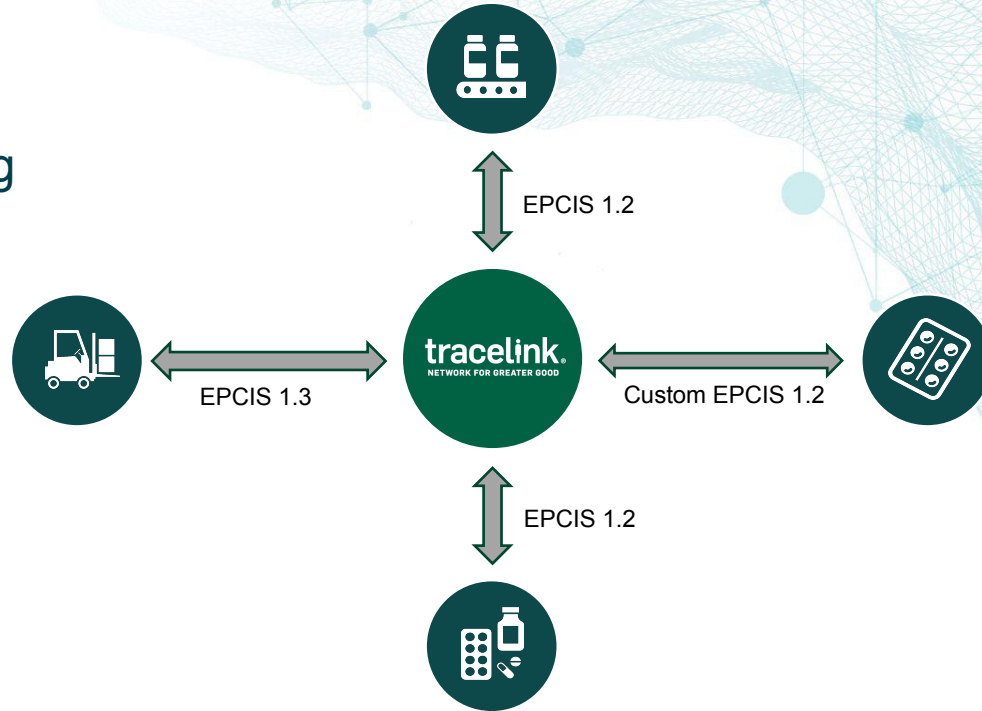 g
EPCIS 1.2
tracelink®
NETWORK FOR GREATER GOOD
EPCIS 1.3
Custom EPCIS 1.2
EPCIS 1.2